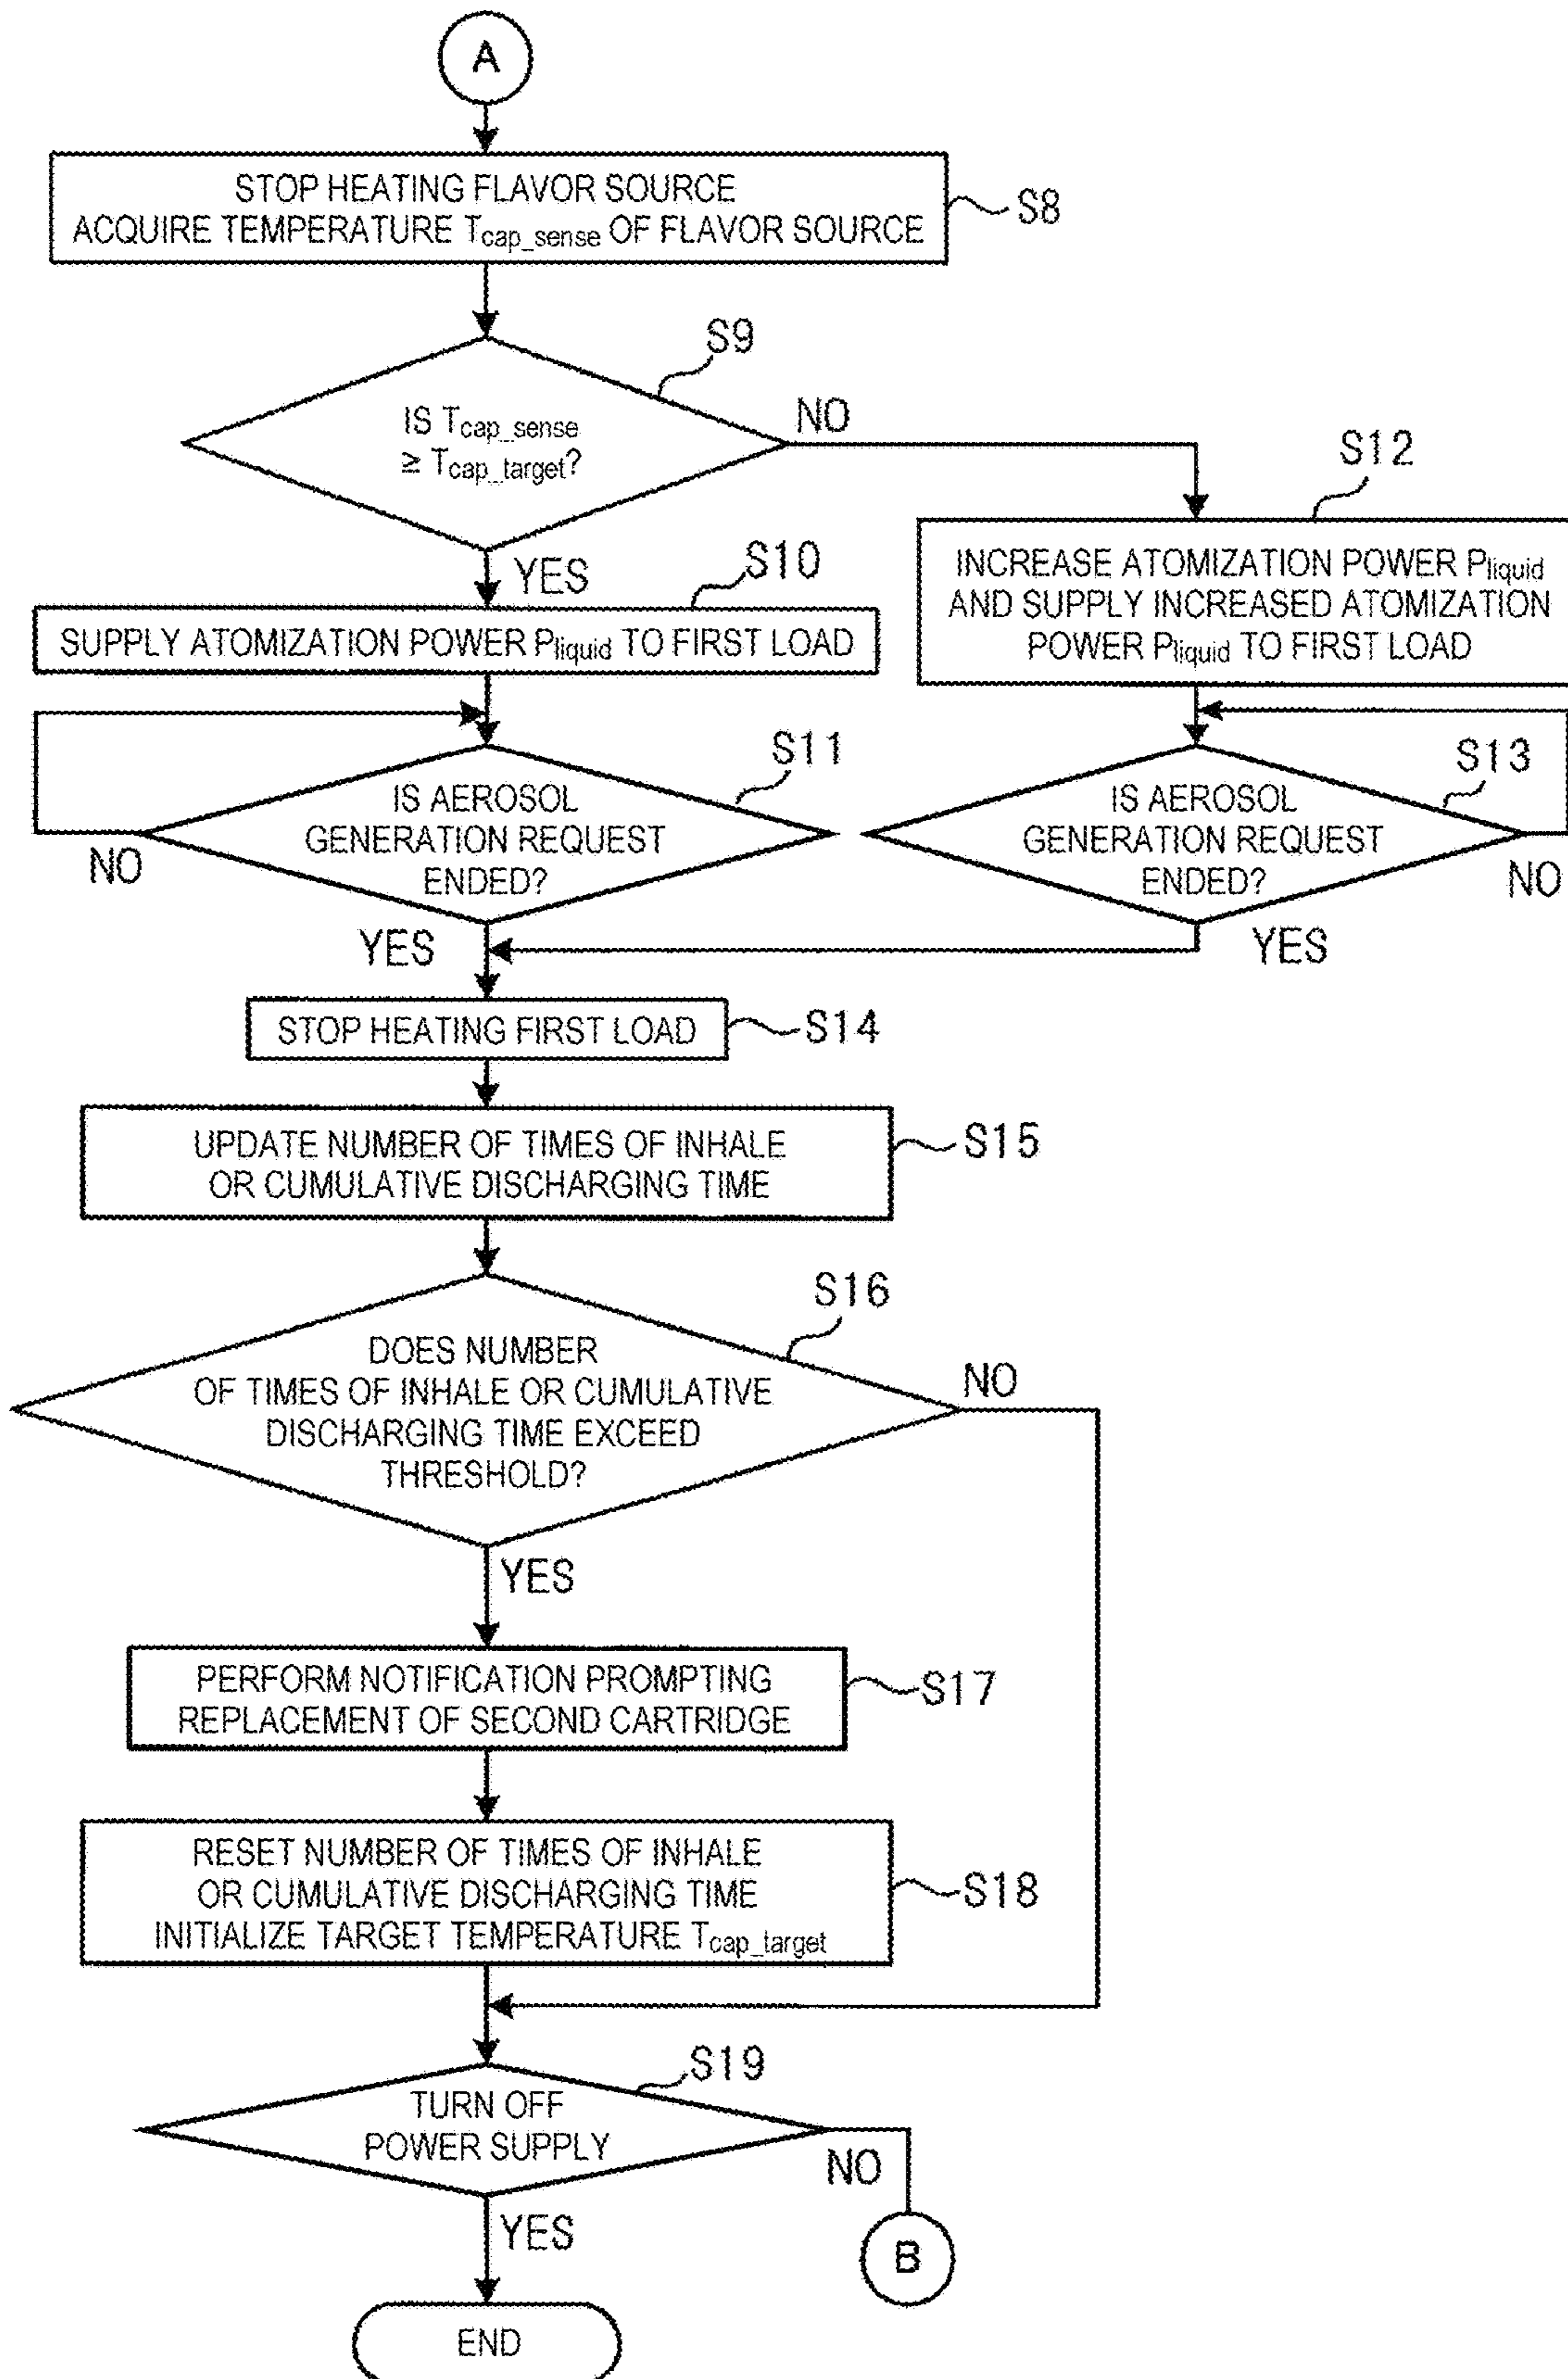 A
STOP HEATING FLAVOR SOURCE
ACQUIRE TEMPERATURE Tcap_sense OF FLAVOR SOURCE
S8
S9
IS Tcap_sense
≥ Tcap_target?
NO
YES
S10
SUPPLY ATOMIZATION POWER Pliquid TO FIRST LOAD
S12
INCREASE ATOMIZATION POWER Pliquid
AND SUPPLY INCREASED ATOMIZATION
POWER Pliquid TO FIRST LOAD
S11
IS AEROSOL
GENERATION REQUEST
ENDED?
NO
YES
S13
IS AEROSOL
GENERATION REQUEST
ENDED?
NO
YES
STOP HEATING FIRST LOAD
S14
UPDATE NUMBER OF TIMES OF INHALE
OR CUMULATIVE DISCHARGING TIME
S15
S16
DOES NUMBER
OF TIMES OF INHALE OR CUMULATIVE
DISCHARGING TIME EXCEED
THRESHOLD?
NO
YES
PERFORM NOTIFICATION PROMPTING
REPLACEMENT OF SECOND CARTRIDGE
S17
RESET NUMBER OF TIMES OF INHALE
OR CUMULATIVE DISCHARGING TIME
INITIALIZE TARGET TEMPERATURE Tcap_target
S18
S19
TURN OFF
POWER SUPPLY
NO
YES
B
END